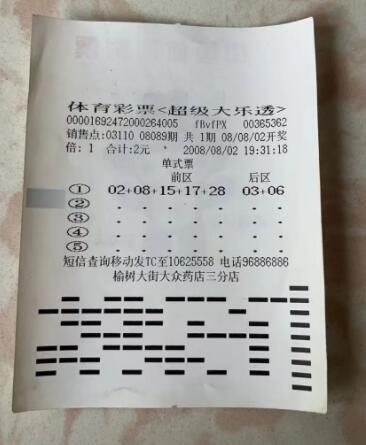 体育彩票<超级大乐透>
00001692472000264005 fBvfPX 00365362
销售点:03110 08089期 共 1期 08/08/02开奖
倍: 1 合计:2元 * 2008/08/02 19:31:18
单式票
前区 后区
① 02+08+15+17+28 03+06
② - - - - - - -
③ - - - - - - -
④ - - - - - - -
⑤ - - - - - - -
短信查询移动发TC至10625558 电话96886886
榆树大街大众药店三分店